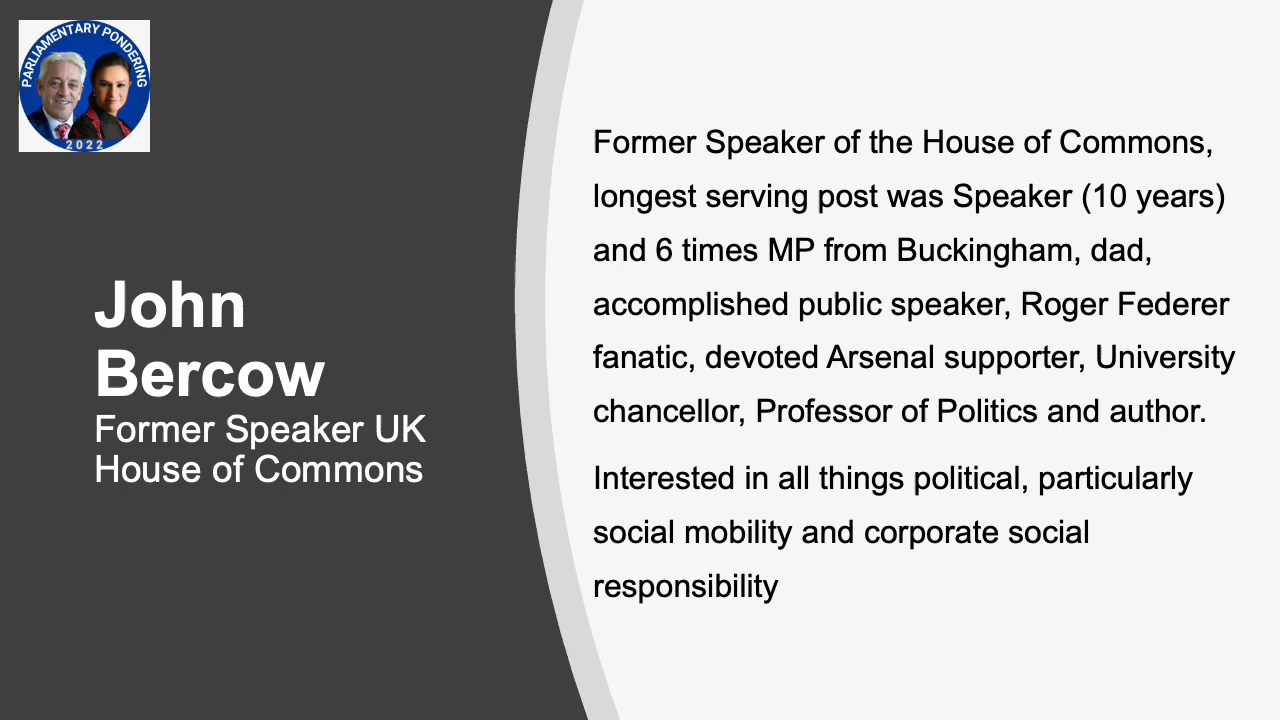 PARLIAMENTARY PONDERING
2022
John
Bercow
Former Speaker UK
House of Commons
Former Speaker of the House of Commons,
longest serving post was Speaker (10 years)
and 6 times MP from Buckingham, dad,
accomplished public speaker, Roger Federer
fanatic, devoted Arsenal supporter, University
chancellor, Professor of Politics and author.
Interested in all things political, particularly
social mobility and corporate social
responsibility